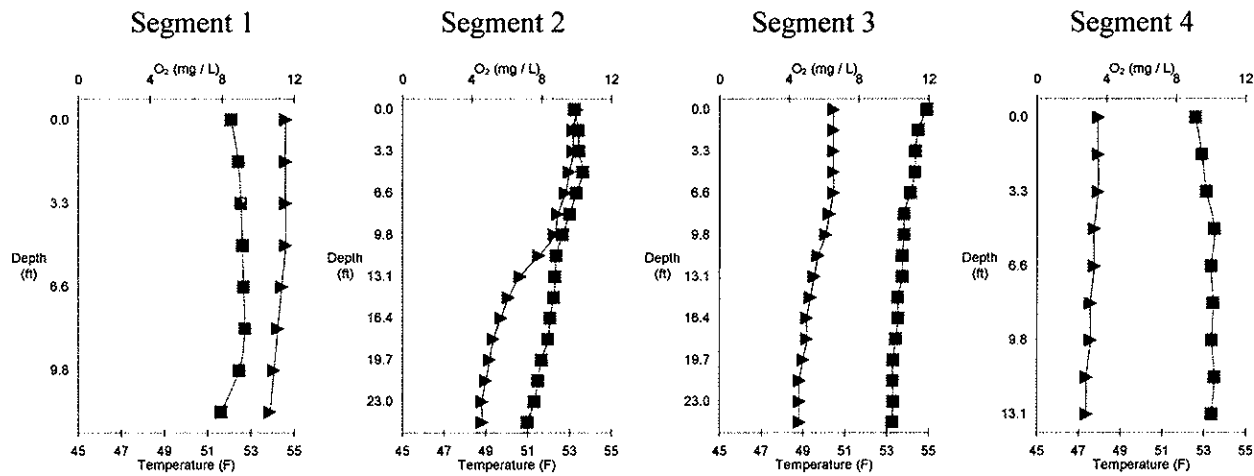 Segment 1
O₂ (mg / L)
0 4 8 12
0.0
3.3
Depth
(ft)
6.6
9.8
45 47 49 51 53 55
Temperature (F)
Segment 2
O₂ (mg / L)
0 4 8 12
0.0
3.3
6.6
9.8
Depth
(ft)
13.1
16.4
19.7
23.0
45 47 49 51 53 55
Temperature (F)
Segment 3
O₂ (mg / L)
0 4 8 12
0.0
3.3
6.6
9.8
Depth
(ft)
13.1
16.4
19.7
23.0
45 47 49 51 53 55
Temperature (F)
Segment 4
O₂ (mg / L)
0 4 8 12
0.0
3.3
Depth
(ft)
6.6
9.8
13.1
45 47 49 51 53 55
Temperature (F)